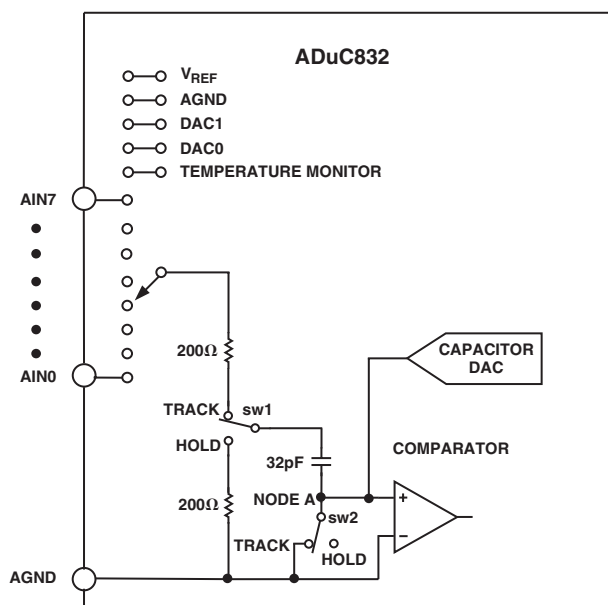 ADuC832
VREF
AGND
DAC1
DAC0
TEMPERATURE MONITOR
AIN7
AIN0
200Ω
TRACK
sw1
HOLD
200Ω
32pF
NODE A
sw2
TRACK
HOLD
CAPACITOR
DAC
COMPARATOR
+
−
AGND